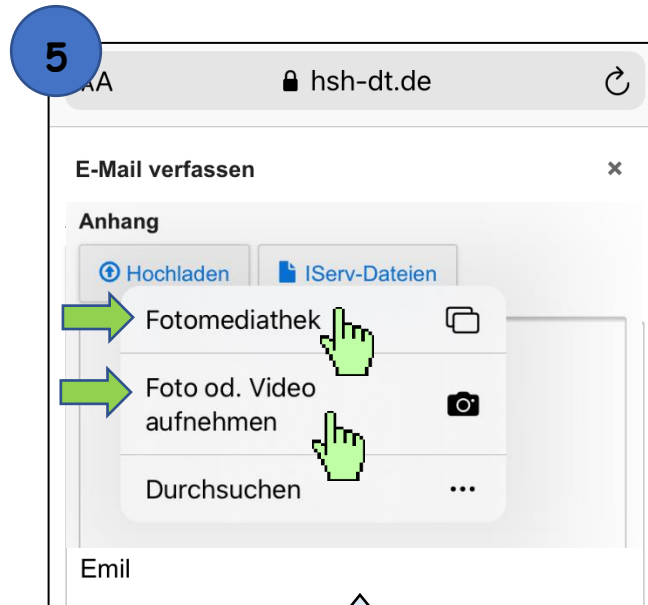 5
AA hsh-dt.de
E-Mail verfassen ×
Anhang
Hochladen IServ-Dateien
Fotomediathek
Foto od. Video
aufnehmen
Durchsuchen
Emil